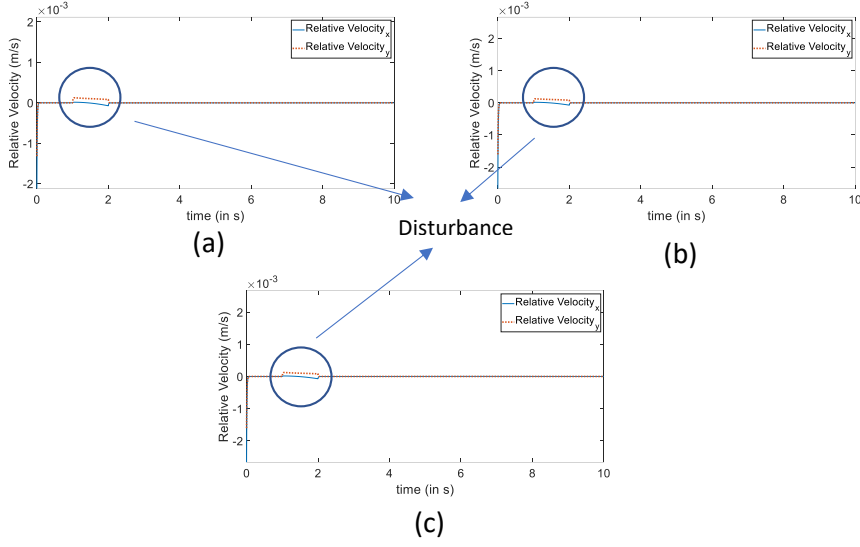 ×10⁻³
Relative Velocityₓ
Relative Velocityᵧ
Relative Velocity (m/s)
2
1
0
-1
-2
0 2 4 6 8 10
time (in s)
(a)
×10⁻³
Relative Velocityₓ
Relative Velocityᵧ
Relative Velocity (m/s)
2
1
0
-1
-2
0 2 4 6 8 10
time (in s)
(b)
Disturbance
×10⁻³
Relative Velocityₓ
Relative Velocityᵧ
Relative Velocity (m/s)
2
1
0
-1
-2
0 2 4 6 8 10
time (in s)
(c)